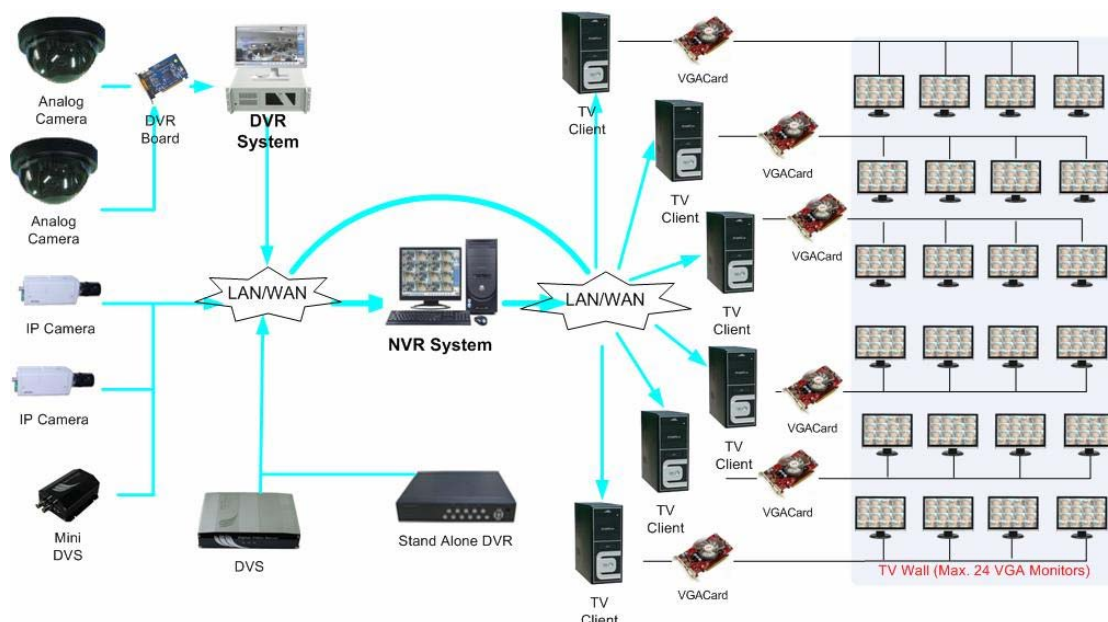 Analog
Camera
DVR
Board
DVR
System
Analog
Camera
IP Camera
IP Camera
Mini
DVS
DVS
Stand Alone DVR
LAN/WAN
NVR System
LAN/WAN
TV
Client
VGACard
TV
Client
VGACard
TV
Client
VGACard
TV
Client
VGACard
TV
Client
VGACard
TV
Client
VGACard
TV Wall (Max. 24 VGA Monitors)